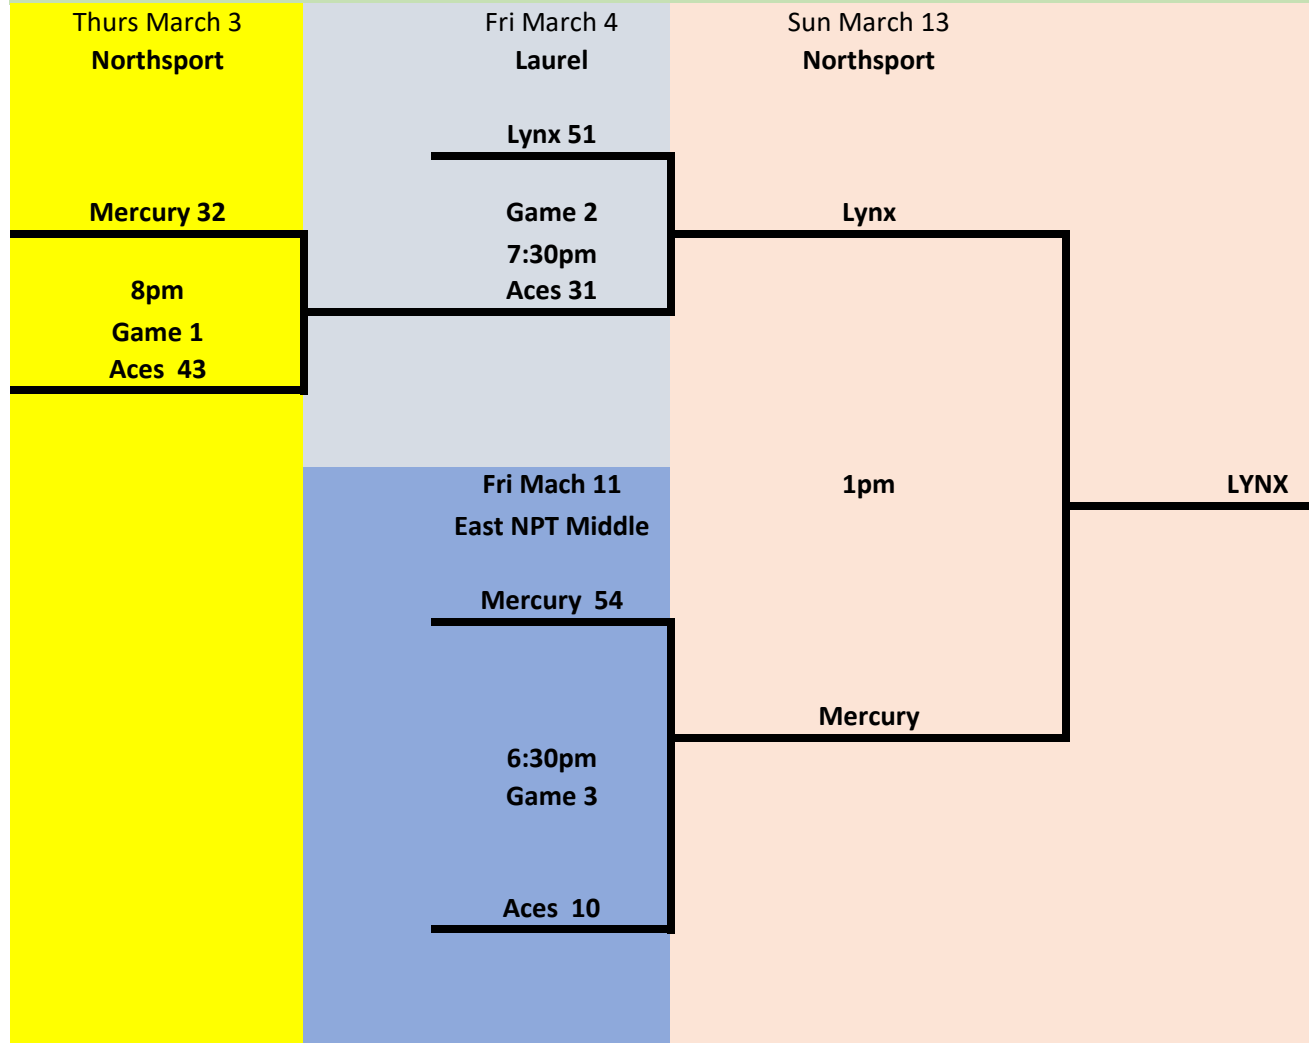 Thurs March 3
Northsport
Mercury 32
8pm
Game 1
Aces  43
Fri March 4
Laurel
Lynx 51
Game 2
7:30pm
Aces 31
Fri Mach 11
East NPT Middle
Mercury  54
6:30pm
Game 3
Aces  10
Sun March 13
Northsport
Lynx
1pm
Mercury
LYNX